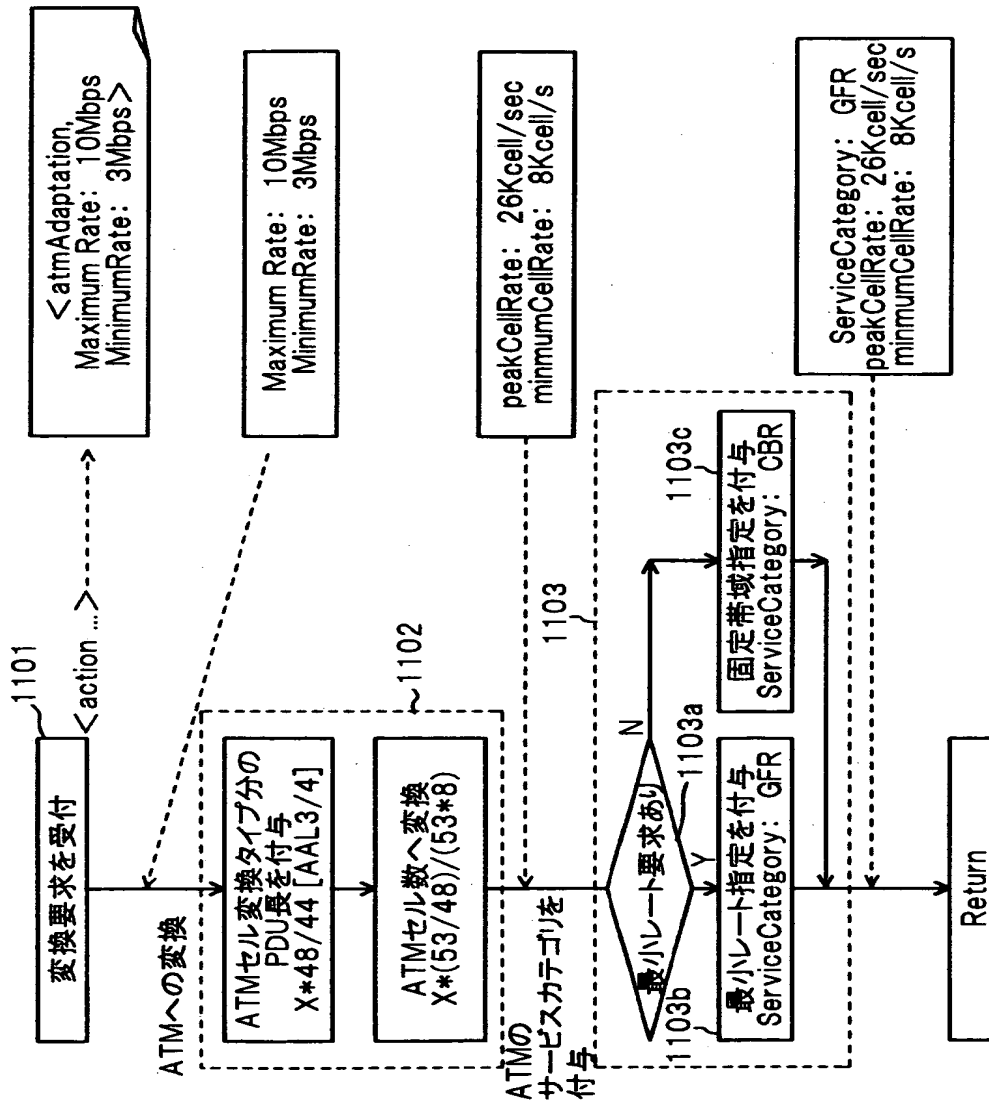 1101
変換要求を受付
<action ...>
<atmAdaptation,
Maximum Rate: 10Mbps
MinimumRate: 3Mbps>
ATMへの変換
Maximum Rate: 10Mbps
MinimumRate: 3Mbps
1102
ATMセル変換タイプ分の
PDU長を付与
X*48/44 [AAL3/4]
ATMセル数へ変換
X*(53/48)/(53*8)
peakCellRate: 26Kcell/sec
minmumCellRate: 8Kcell/s
ATMの
サービスカテゴリを
付与
1103
最小レート要求あり
1103a
N
Y
1103b
最小レート指定を付与
ServiceCategory: GFR
1103c
固定帯域指定を付与
ServiceCategory: CBR
ServiceCategory: GFR
peakCellRate: 26Kcell/sec
minmumCellRate: 8Kcell/s
Return